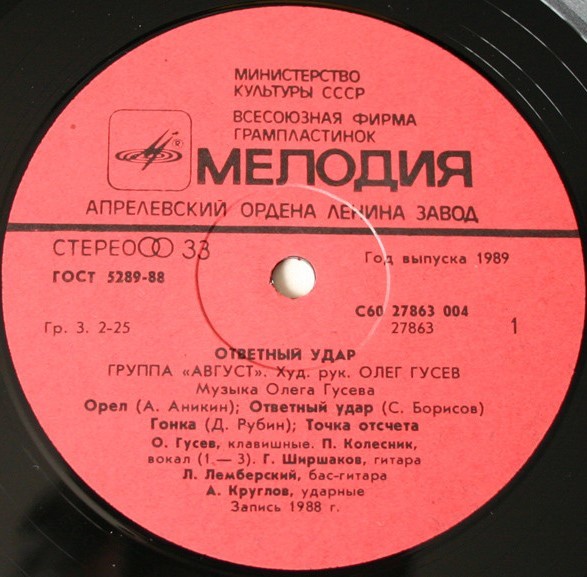 МИНИСТЕРСТВО
КУЛЬТУРЫ СССР
ВСЕСОЮЗНАЯ ФИРМА
ГРАМПЛАСТИНОК
®
МЕЛОДИЯ
АПРЕЛЕВСКИЙ ОРДЕНА ЛЕНИНА ЗАВОД
СТЕРЕО 33
Год выпуска 1989
ГОСТ 5289-88
С60 27863 004
Гр. 3. 2-25
27863
1
ОТВЕТНЫЙ УДАР
ГРУППА «АВГУСТ». Худ. рук. ОЛЕГ ГУСЕВ
Музыка Олега Гусева
Орел (А. Аникин); Ответный удар (С. Борисов)
Гонка (Д. Рубин); Точка отсчета
О. Гусев, клавишные. П. Колесник,
вокал (1 — 3). Г. Ширшаков, гитара
Л. Лемберский, бас-гитара
А. Круглов, ударные
Запись 1988 г.